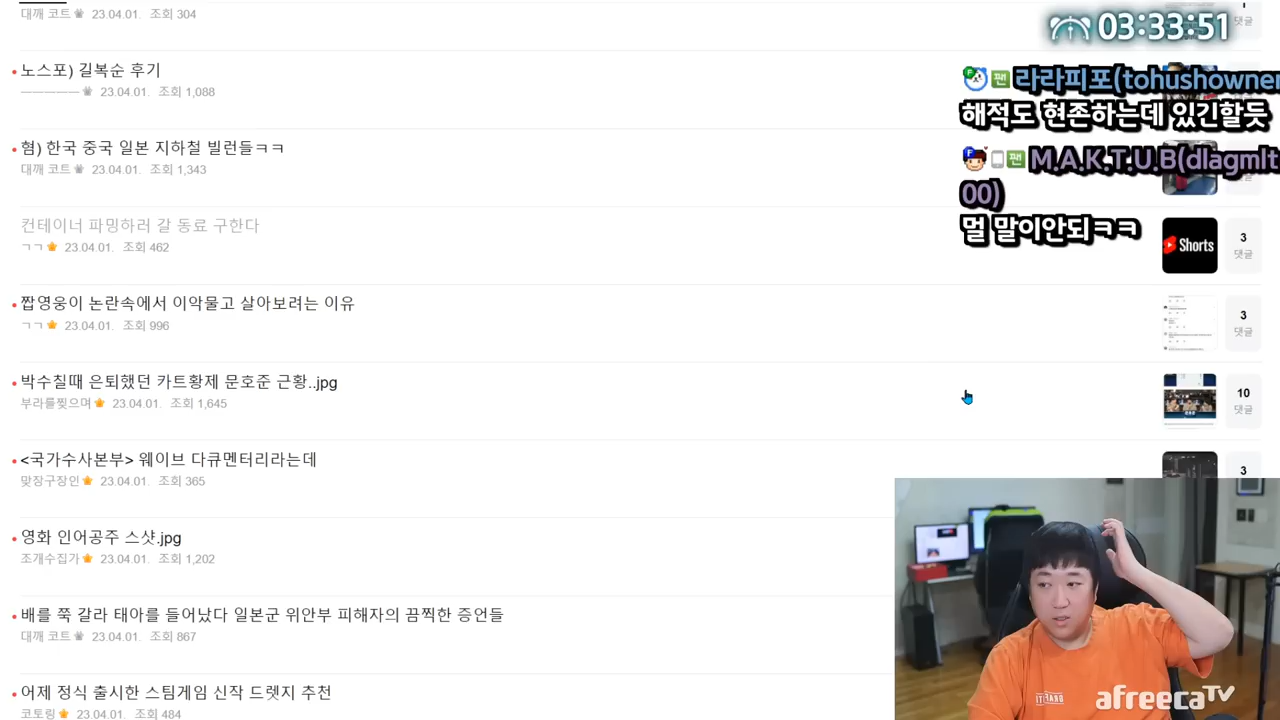 대깨 코트 23.04.01. 조회 304
댓글
03:33:51
노스포) 길복순 후기
———————— 23.04.01. 조회 1,088
혐) 한국 중국 일본 지하철 빌런들ㅋㅋ
대깨 코트 23.04.01. 조회 1,343
컨테이너 파밍하러 갈 동료 구한다
ㄱㄱ 23.04.01. 조회 462
Shorts
3
댓글
짭영웅이 논란속에서 이악물고 살아보려는 이유
ㄱㄱ 23.04.01. 조회 996
3
댓글
박수칠때 은퇴했던 카트황제 문호준 근황..jpg
부라를찢으며 23.04.01. 조회 1,645
10
댓글
<국가수사본부> 웨이브 다큐멘터리라는데
맞장구장인 23.04.01. 조회 365
3
영화 인어공주 스샷.jpg
조개수집가 23.04.01. 조회 1,202
배를 쭉 갈라 태아를 들어냈다 일본군 위안부 피해자의 끔찍한 증언들
대깨 코트 23.04.01. 조회 867
어제 정식 출시한 스팀게임 신작 드렛지 추천
코토링 23.04.01. 조회 484
팬 라라피포(tohushowner
해적도 현존하는데 있긴할듯
팬 M.A.K.T.U.B(dlagmlt
00)
멀 말이안되ㅋㅋ
afreecaTV